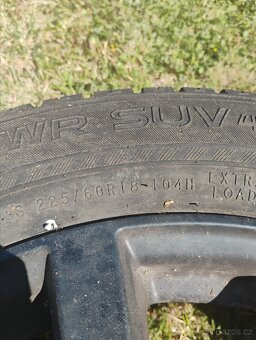 WR SUV
225/60R18-104H
EXTRA
LOAD